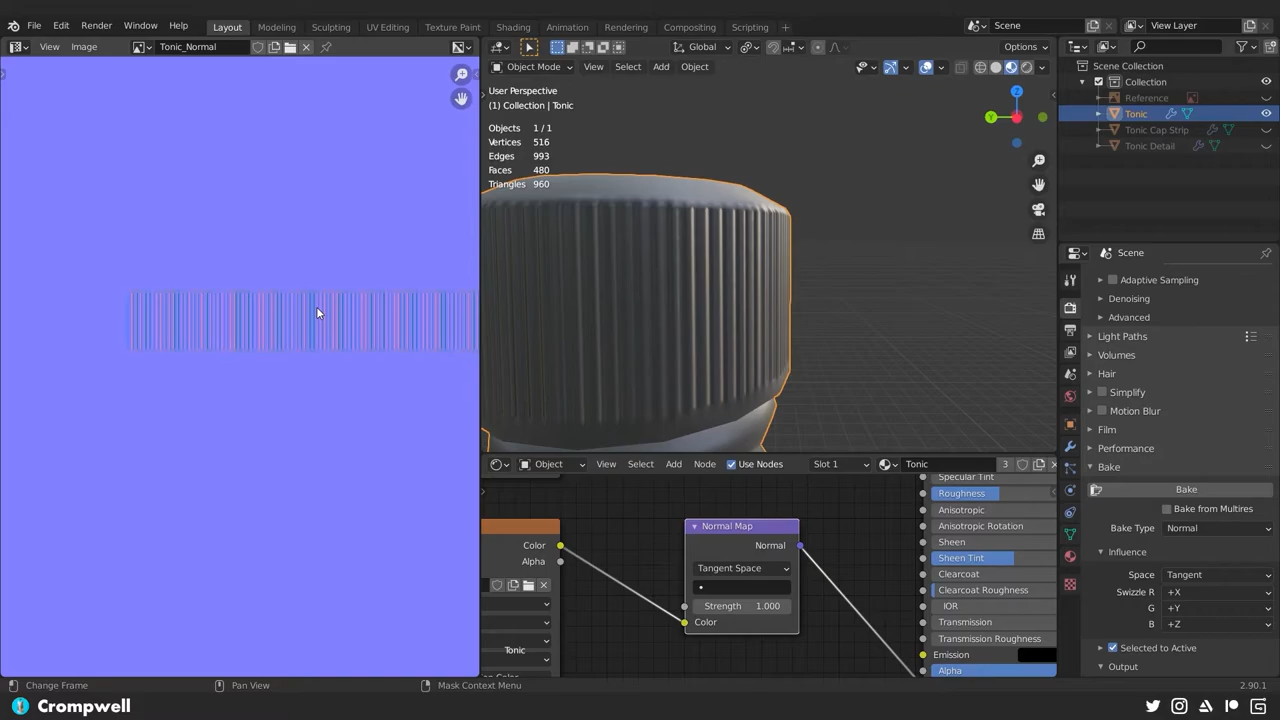 File Edit Render Window Help Layout Modeling Sculpting UV Editing Texture Paint Shading Animation Rendering Compositing Scripting + Scene View Layer
View Image Tonic_Normal Global Options
Object Mode View Select Add Object
User Perspective
(1) Collection | Tonic
Objects 1 / 1
Vertices 516
Edges 993
Faces 480
Triangles 960
Z
Y
Scene Collection
Collection
Reference
Tonic
Tonic Cap Strip
Tonic Detail
Scene
Adaptive Sampling
Denoising
Advanced
Light Paths
Volumes
Hair
Simplify
Motion Blur
Film
Performance
Bake
Bake
Bake from Multires
Bake Type Normal
Influence
Space Tangent
Swizzle R +X
G +Y
B +Z
Selected to Active
Output
Object View Select Add Node Use Nodes Slot 1 Tonic 3
Color
Alpha
Tonic
Normal Map
Normal
Tangent Space
Strength 1.000
Color
Specular Tint
Roughness
Anisotropic
Anisotropic Rotation
Sheen
Sheen Tint
Clearcoat
Clearcoat Roughness
IOR
Transmission
Transmission Roughness
Emission
Alpha
Change Frame Pan View Mask Context Menu 2.90.1
Crompwell